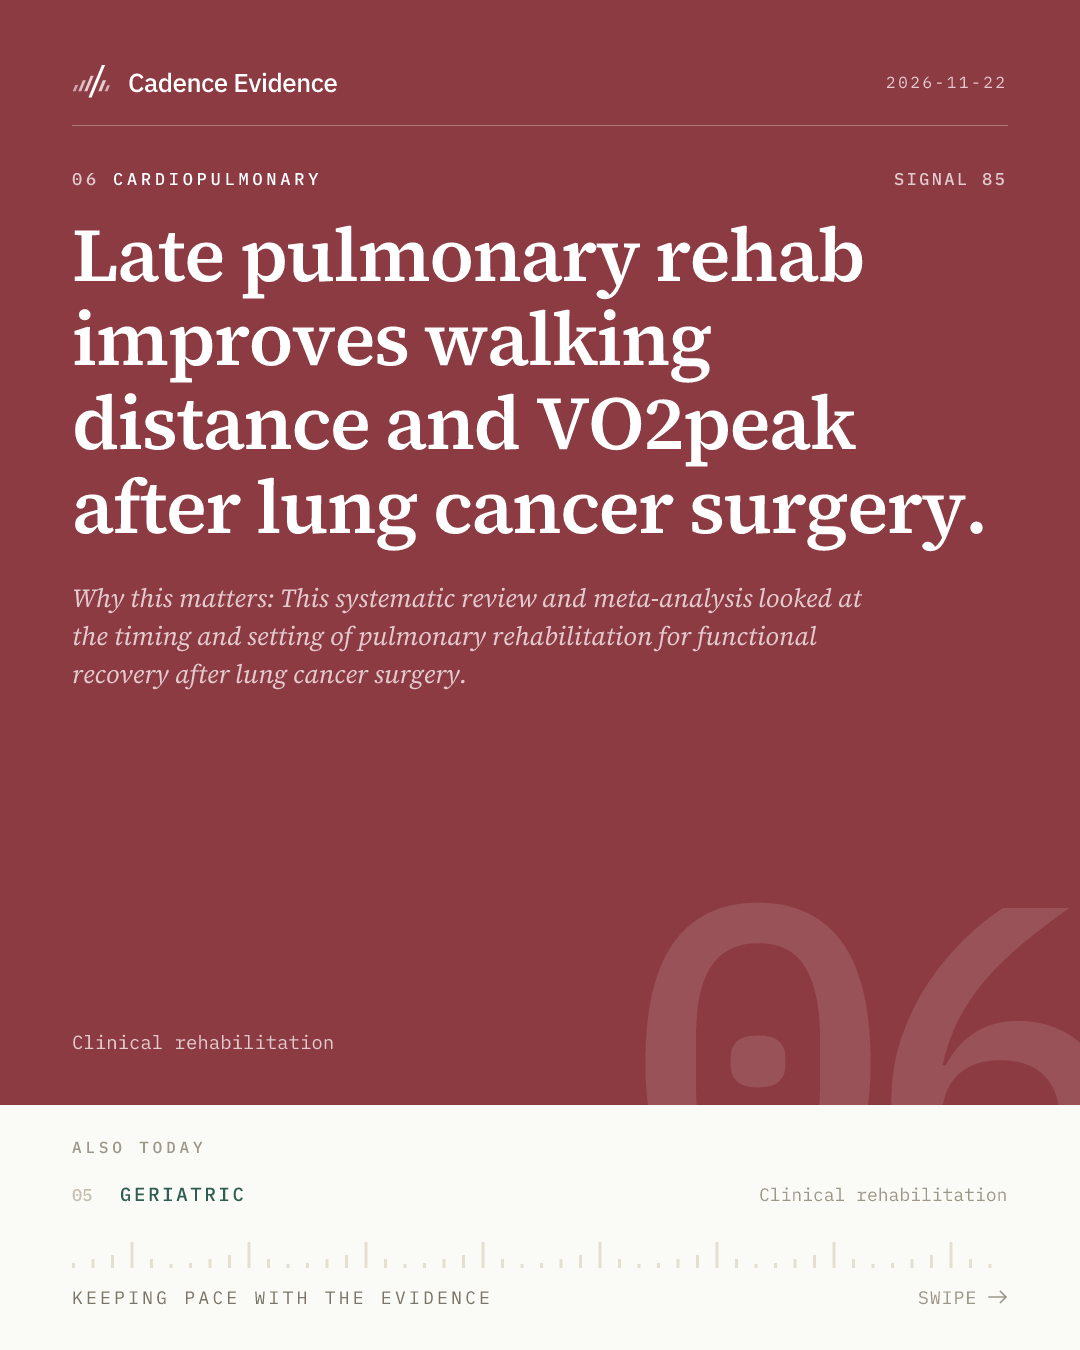 Cadence Evidence
2026-11-22
06 CARDIOPULMONARY
SIGNAL 85
Late pulmonary rehab
improves walking
distance and VO2peak
after lung cancer surgery.
Why this matters: This systematic review and meta-analysis looked at
the timing and setting of pulmonary rehabilitation for functional
recovery after lung cancer surgery.
06
Clinical rehabilitation
ALSO TODAY
05 GERIATRIC
Clinical rehabilitation
KEEPING PACE WITH THE EVIDENCE
SWIPE →